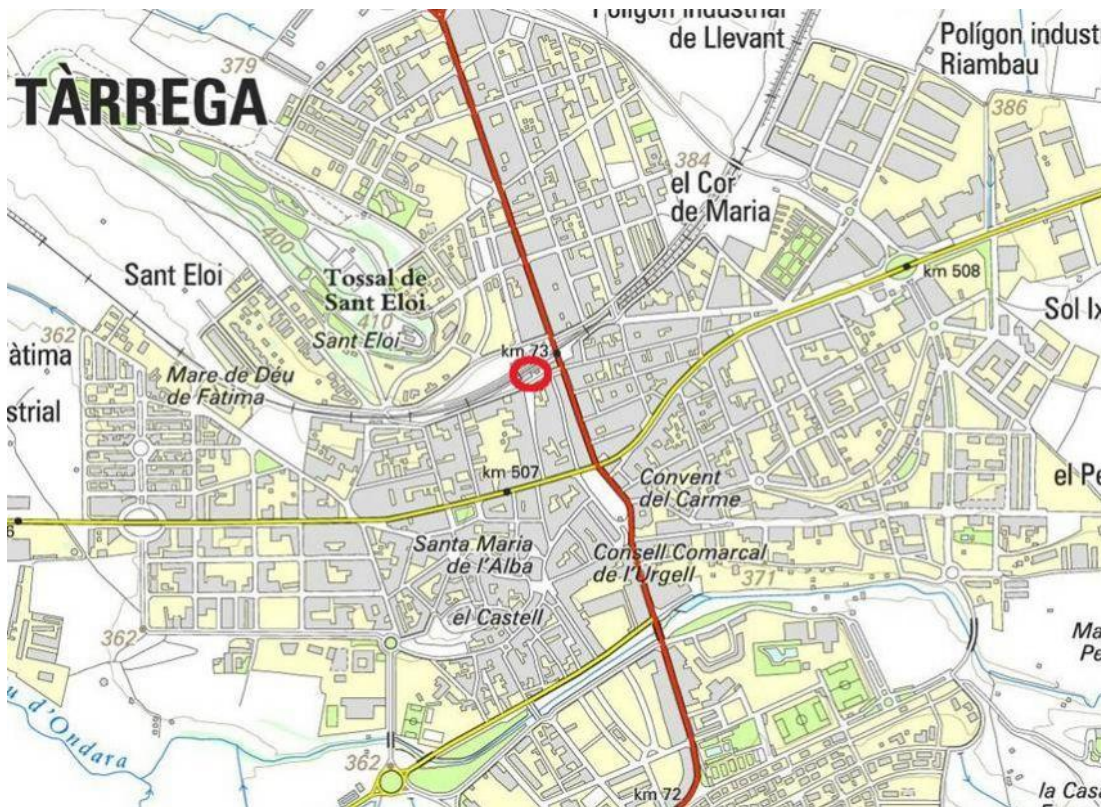 Polígon industrial
de Llevant
Polígon industri
Riambau
379
TÀRREGA
386
384
el Cor
de Maria
400
Sant Eloi
Tossal de
Sant Eloi
410
Sant Eloi
km 508
362
Sol Ix
àtima
Mare de Déu
de Fàtima
km 73
strial
km 507
Convent
del Carme
el Pe
6
Santa Maria
de l'Alba
Consell Comarcal
de l'Urgell
371
el Castell
362
Ma
Pe
u d'Ondara
362
km 72
la Casa